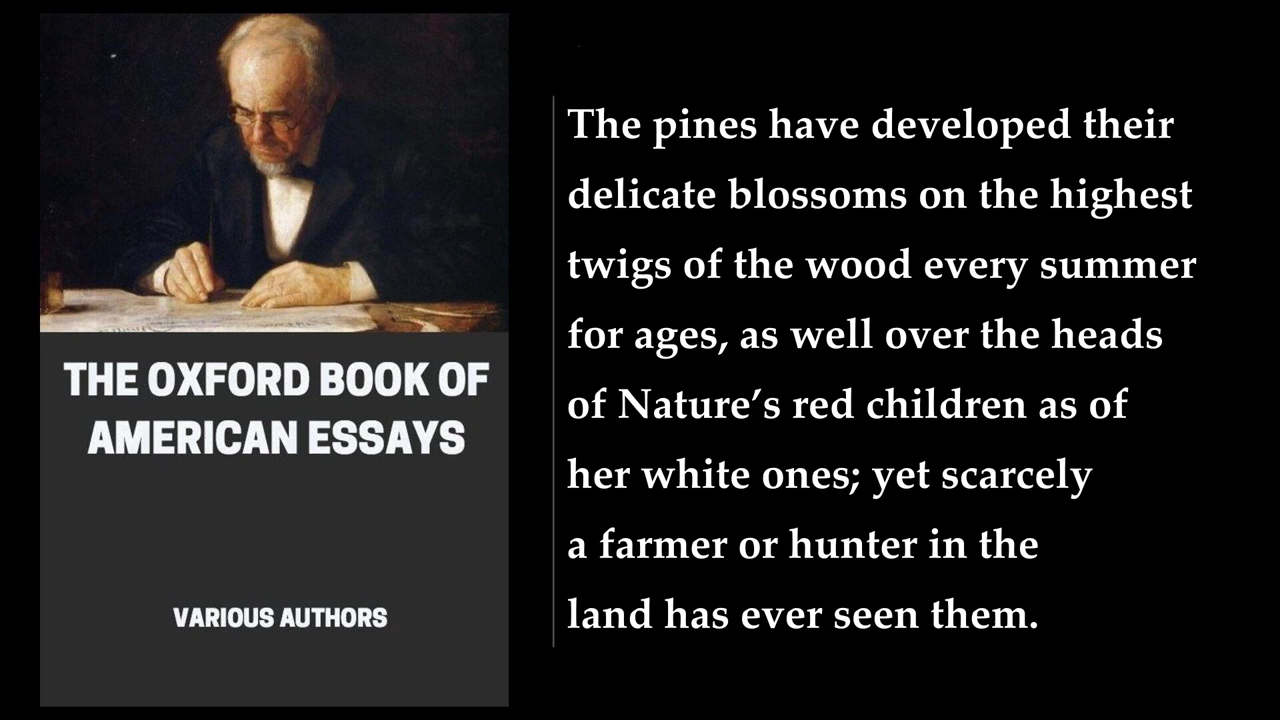 THE OXFORD BOOK OF
AMERICAN ESSAYS
VARIOUS AUTHORS
The pines have developed their
delicate blossoms on the highest
twigs of the wood every summer
for ages, as well over the heads
of Nature’s red children as of
her white ones; yet scarcely
a farmer or hunter in the
land has ever seen them.